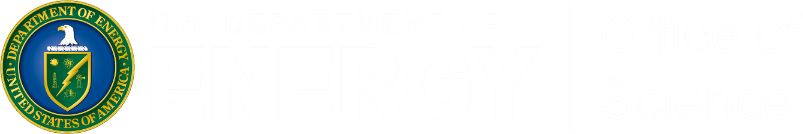 DEPARTMENT OF ENERGY
UNITED STATES OF AMERICA
U.S. DEPARTMENT OF
ENERGY
Office of
Science